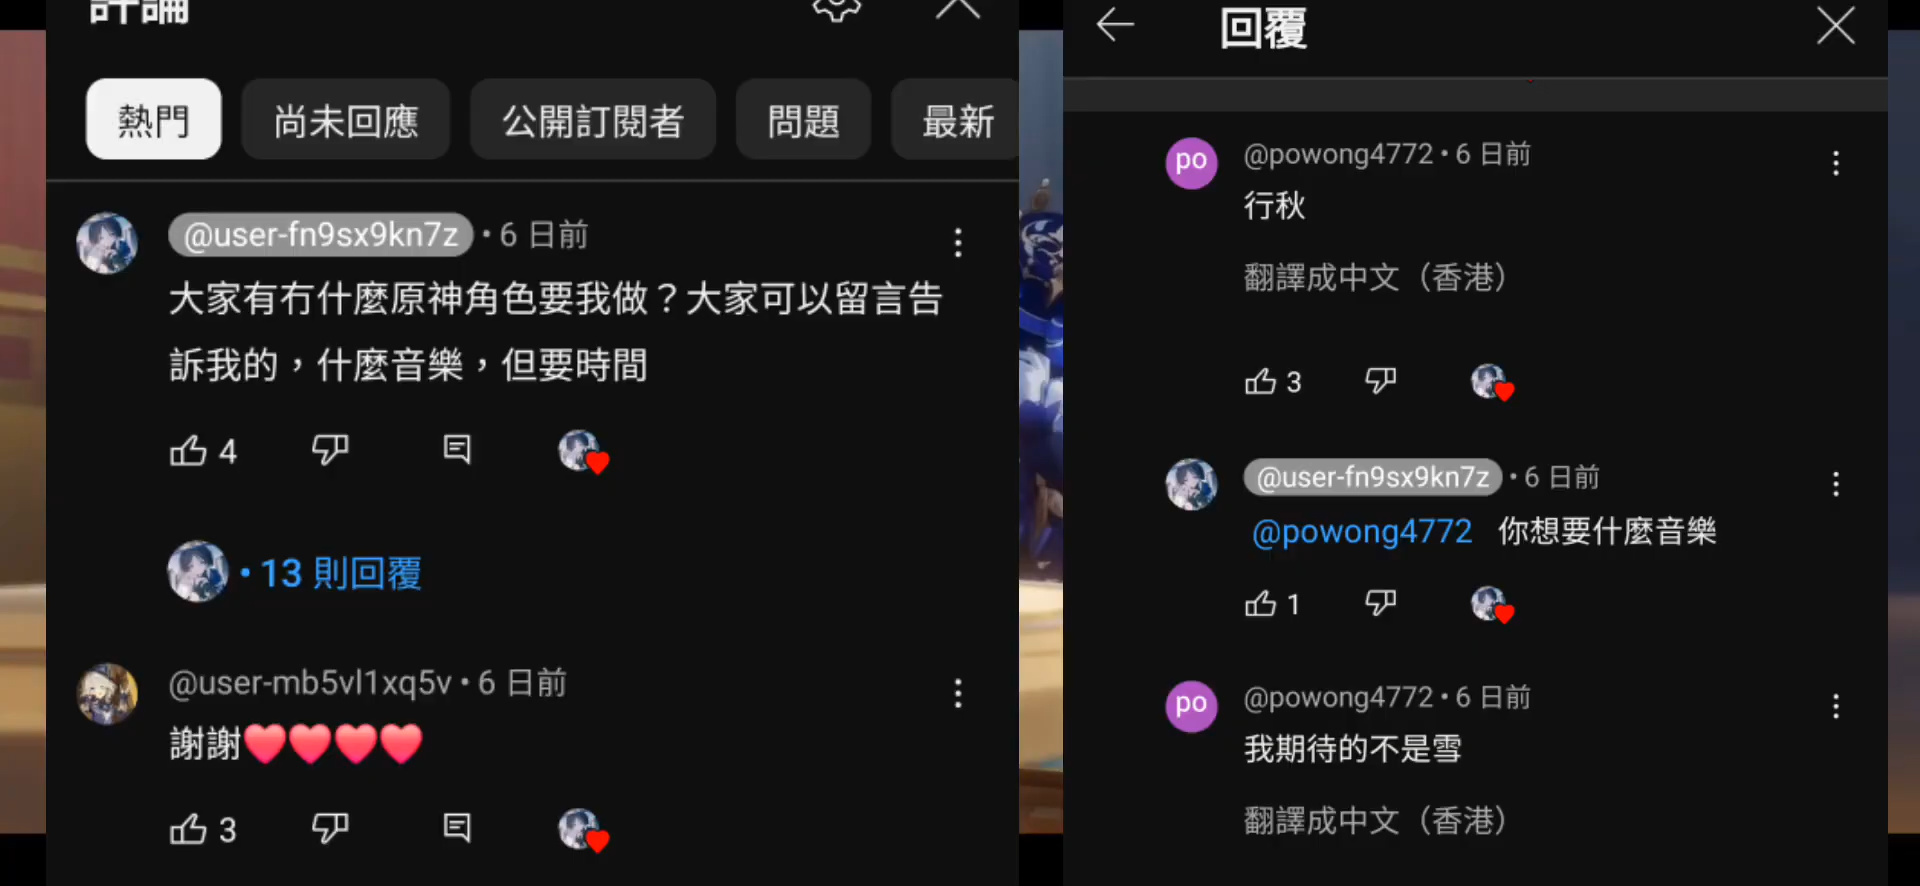 評論
熱門
尚未回應
公開訂閱者
問題
最新
@user-fn9sx9kn7z • 6 日前
大家有冇什麼原神角色要我做？大家可以留言告
訴我的，什麼音樂，但要時間
4
• 13 則回覆
@user-mb5vl1xq5v • 6 日前
謝謝❤❤❤❤
3
回覆
po
@powong4772 • 6 日前
行秋
翻譯成中文（香港）
3
@user-fn9sx9kn7z • 6 日前
@powong4772 你想要什麼音樂
1
po
@powong4772 • 6 日前
我期待的不是雪
翻譯成中文（香港）